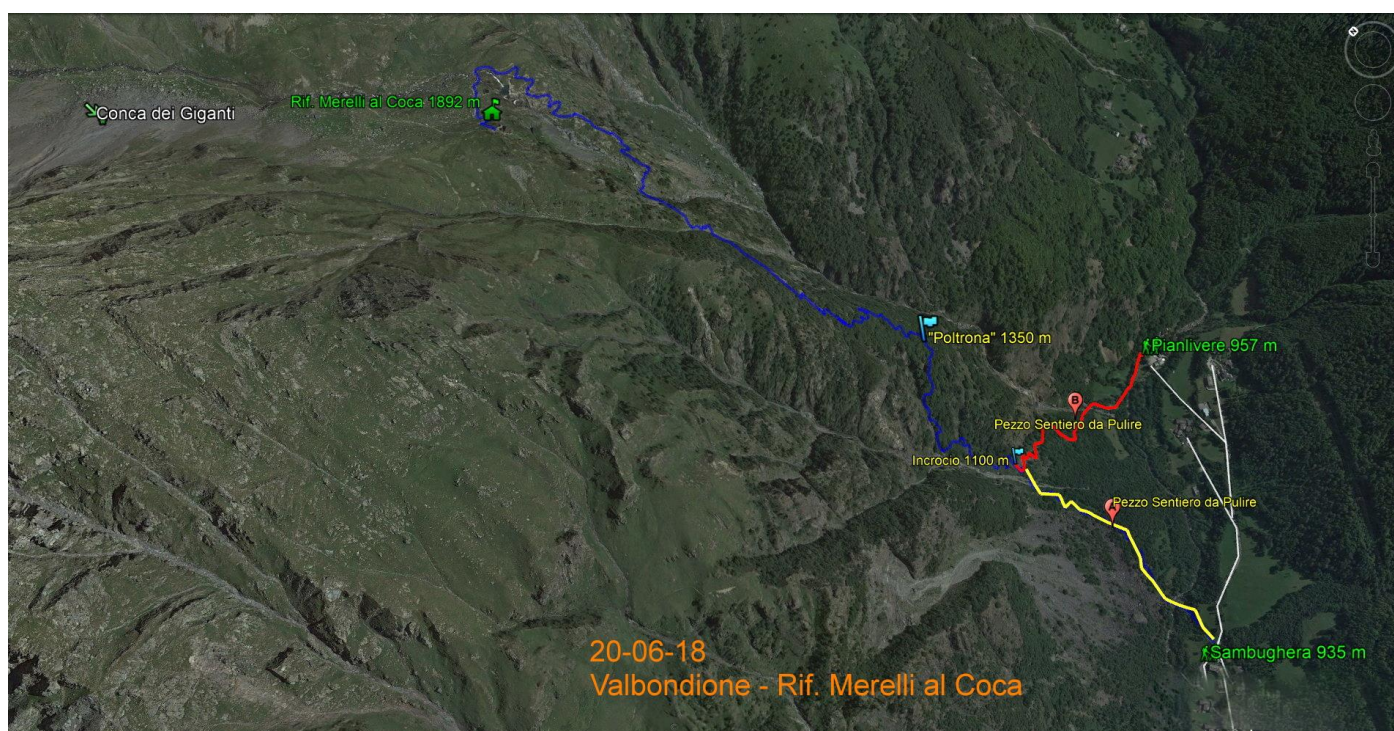 Rif. Merelli al Coca 1892 m
Conca dei Giganti
"Poltrona" 1350 m
Pianlivere 957 m
B
Pezzo Sentiero da Pulire
Incrocio 1100 m
A
Pezzo Sentiero da Pulire
20-06-18
Sambughera 935 m
Valbondione - Rif. Merelli al Coca